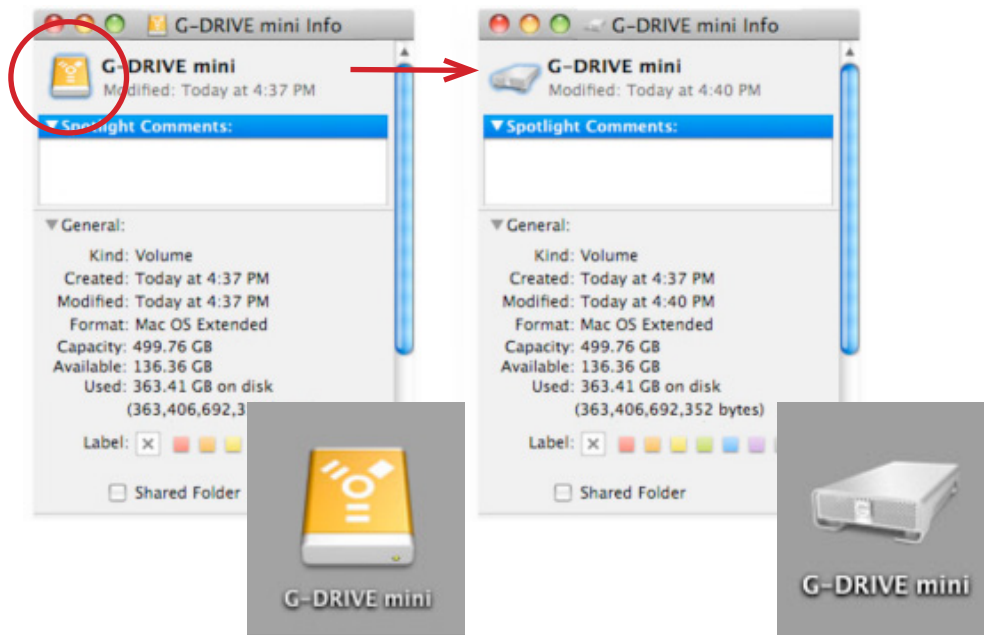 G-DRIVE mini Info
G-DRIVE mini
Modified: Today at 4:37 PM
Spotlight Comments:
General:
Kind: Volume
Created: Today at 4:37 PM
Modified: Today at 4:37 PM
Format: Mac OS Extended
Capacity: 499.76 GB
Available: 136.36 GB
Used: 363.41 GB on disk
(363,406,692,3
Label:
Shared Folder
G-DRIVE mini
G-DRIVE mini Info
G-DRIVE mini
Modified: Today at 4:40 PM
Spotlight Comments:
General:
Kind: Volume
Created: Today at 4:37 PM
Modified: Today at 4:40 PM
Format: Mac OS Extended
Capacity: 499.76 GB
Available: 136.36 GB
Used: 363.41 GB on disk
(363,406,692,352 bytes)
Label:
Shared Folder
G-DRIVE mini